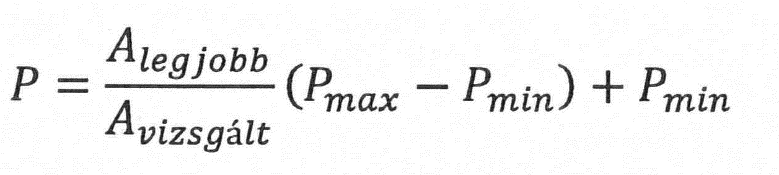 P = A_legjobb / A_vizsgált (P_max − P_min) + P_min